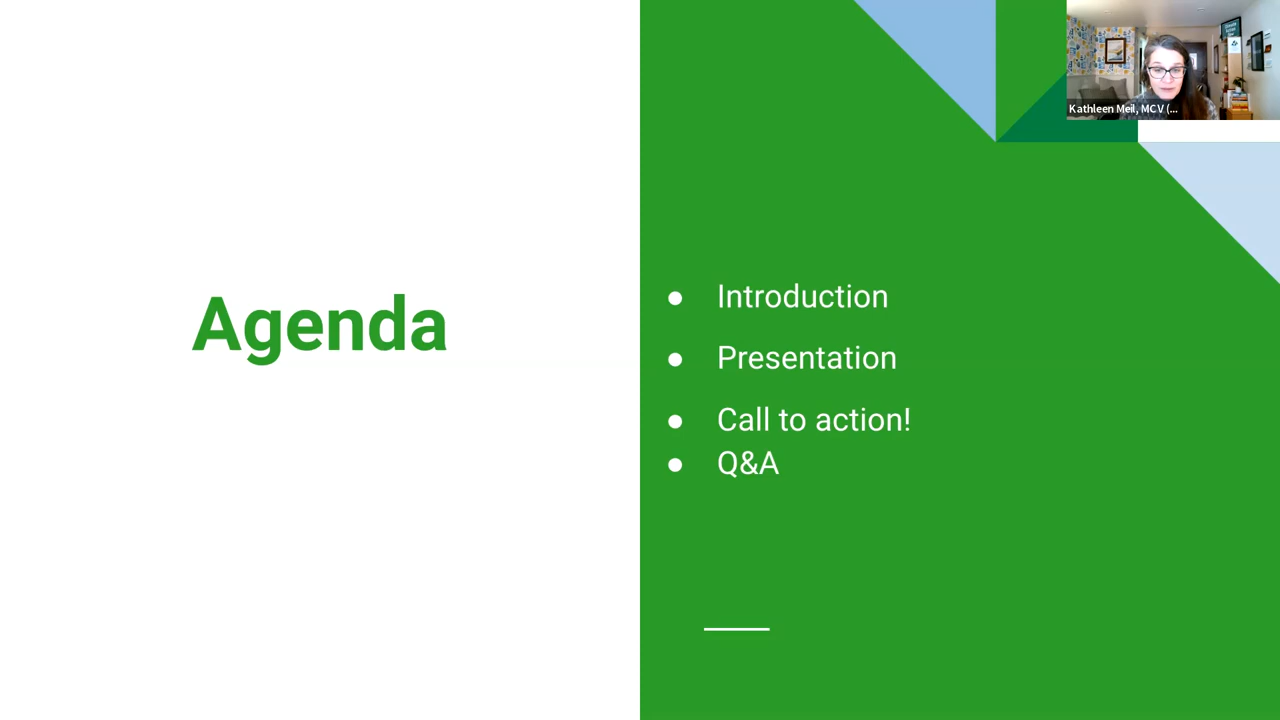 Kathleen Meil, MCV (...
Agenda
● Introduction
● Presentation
● Call to action!
● Q&A